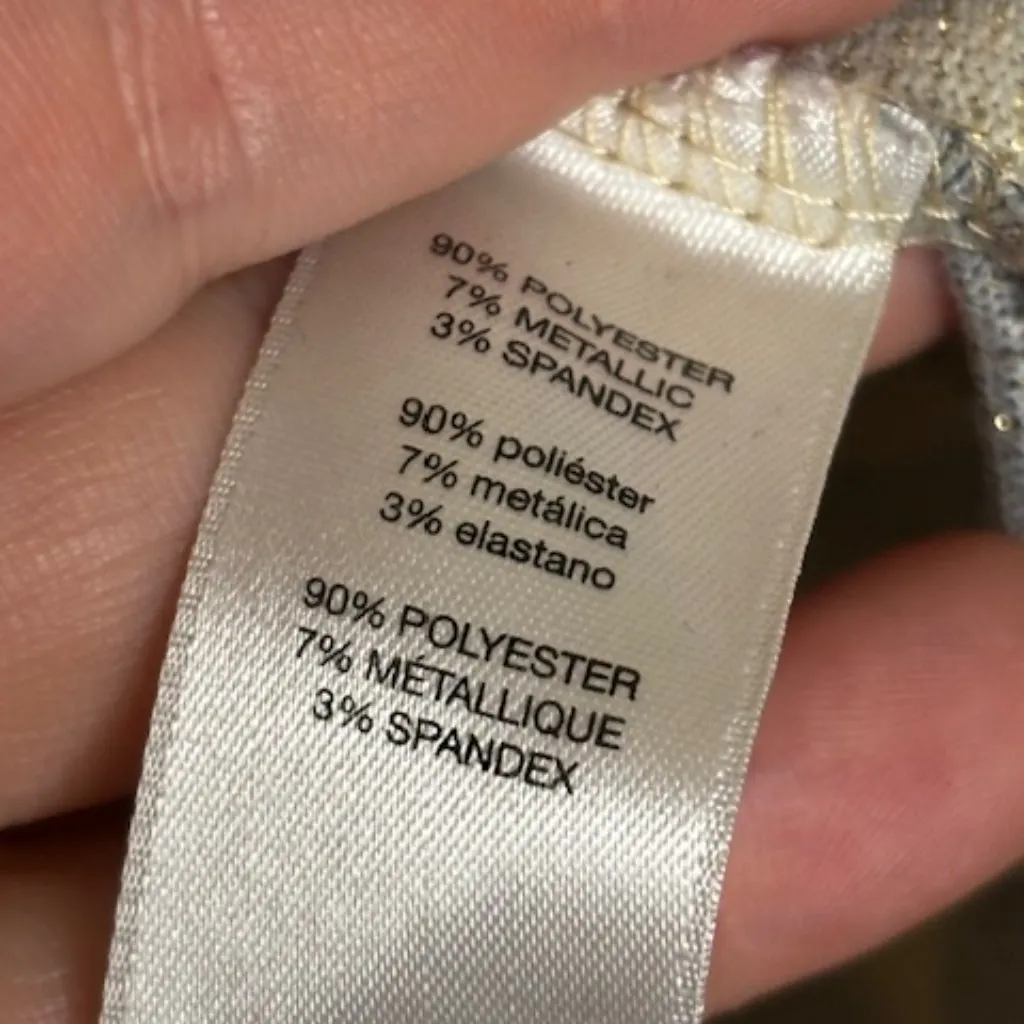 90% POLYESTER
7% METALLIC
3% SPANDEX
90% poliéster
7% metálica
3% elastano
90% POLYESTER
7% MÉTALLIQUE
3% SPANDEX